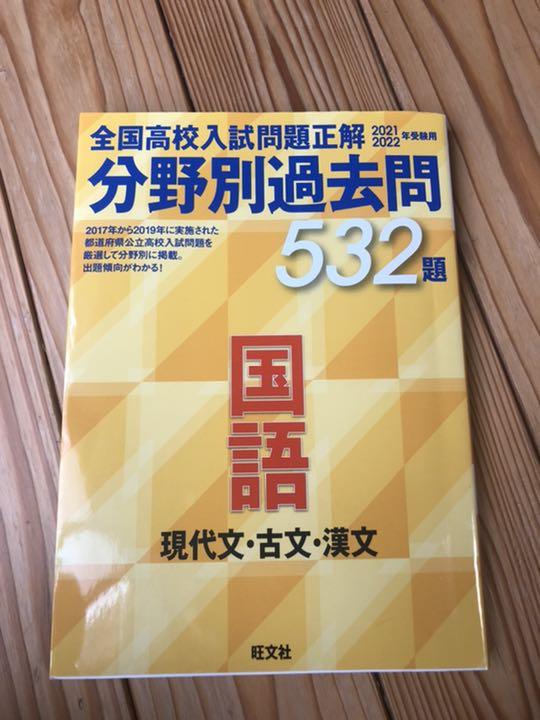 全国高校入試問題正解 2021 2022 年受験用
分野別過去問
2017年から2019年に実施された
都道府県公立高校入試問題を
厳選して分野別に掲載。
出題傾向がわかる!
532題
国語
現代文・古文・漢文
旺文社